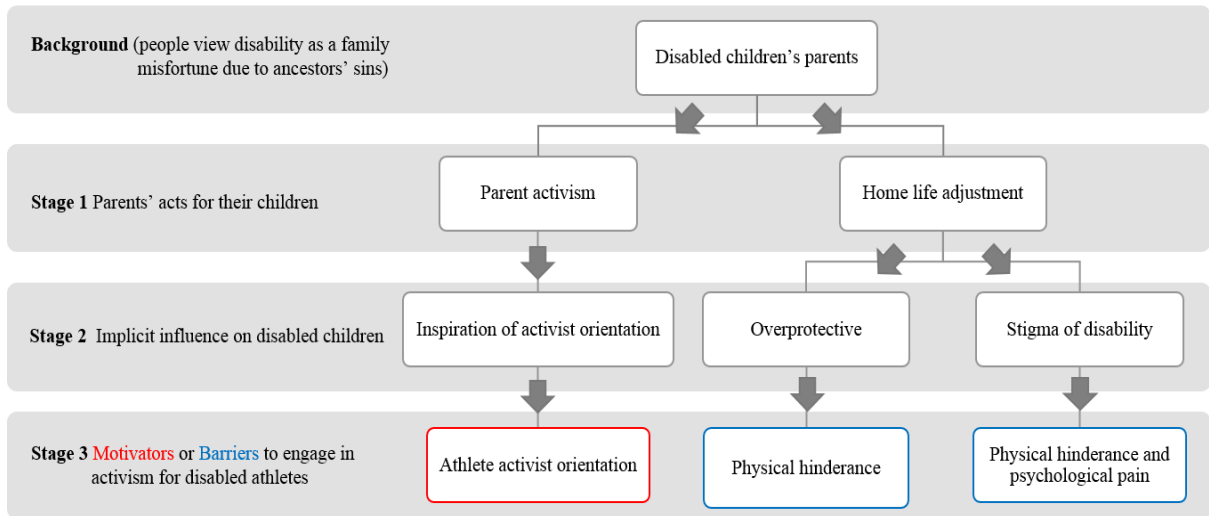 Background (people view disability as a family
misfortune due to ancestors’ sins)
Disabled children’s parents
Stage 1 Parents’ acts for their children
Parent activism
Home life adjustment
Stage 2 Implicit influence on disabled children
Inspiration of activist orientation
Overprotective
Stigma of disability
Stage 3 Motivators or Barriers to engage in
activism for disabled athletes
Athlete activist orientation
Physical hinderance
Physical hinderance and
psychological pain